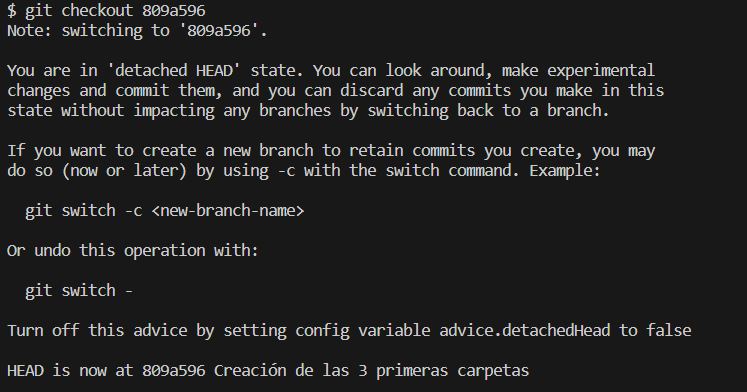 $ git checkout 809a596
Note: switching to '809a596'.
You are in 'detached HEAD' state. You can look around, make experimental
changes and commit them, and you can discard any commits you make in this
state without impacting any branches by switching back to a branch.
If you want to create a new branch to retain commits you create, you may
do so (now or later) by using -c with the switch command. Example:
git switch -c <new-branch-name>
Or undo this operation with:
git switch -
Turn off this advice by setting config variable advice.detachedHead to false
HEAD is now at 809a596 Creación de las 3 primeras carpetas